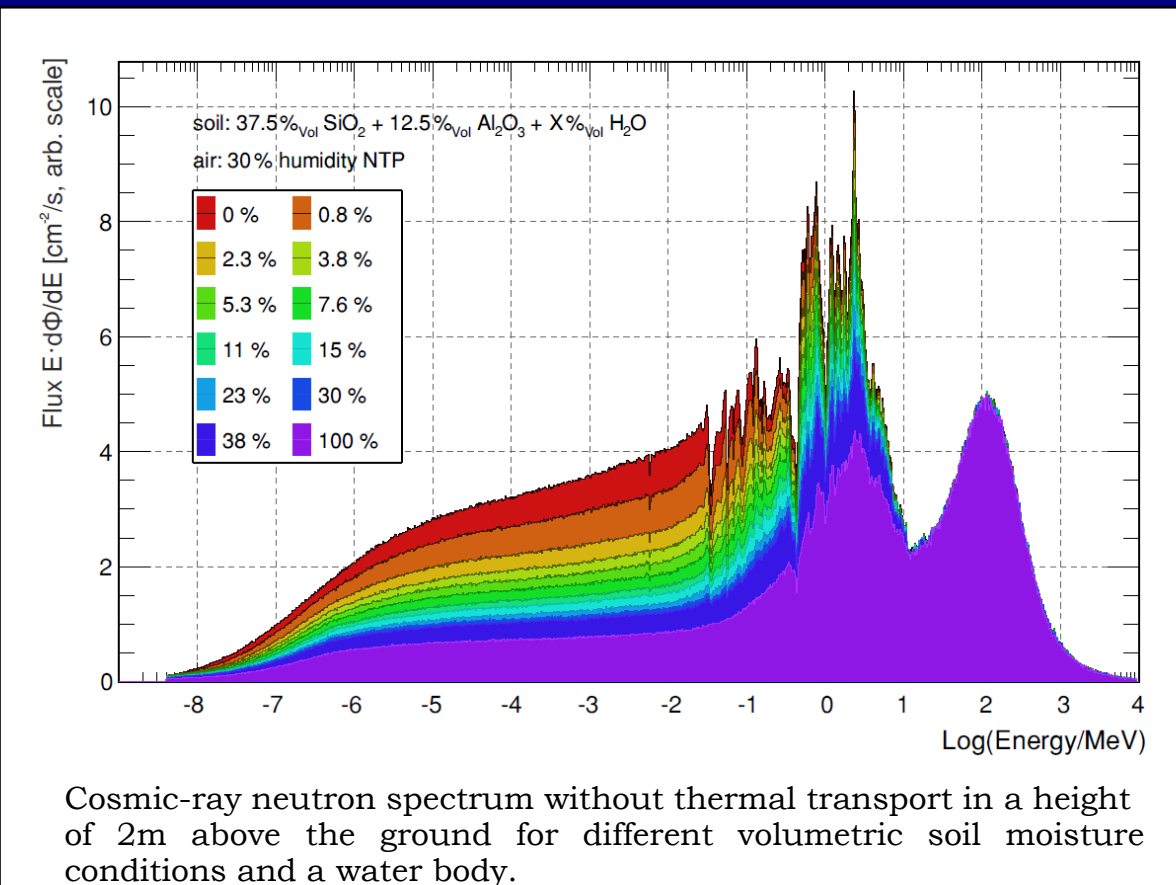 Flux E·dΦ/dE [cm⁻²/s, arb. scale]
10
8
6
4
2
0
soil: 37.5%Vol SiO₂ + 12.5%Vol Al₂O₃ + X%Vol H₂O
air: 30% humidity NTP
0 % 0.8 %
2.3 % 3.8 %
5.3 % 7.6 %
11 % 15 %
23 % 30 %
38 % 100 %
-8 -7 -6 -5 -4 -3 -2 -1 0 1 2 3 4
Log(Energy/MeV)
Cosmic-ray neutron spectrum without thermal transport in a height
of 2m above the ground for different volumetric soil moisture
conditions and a water body.